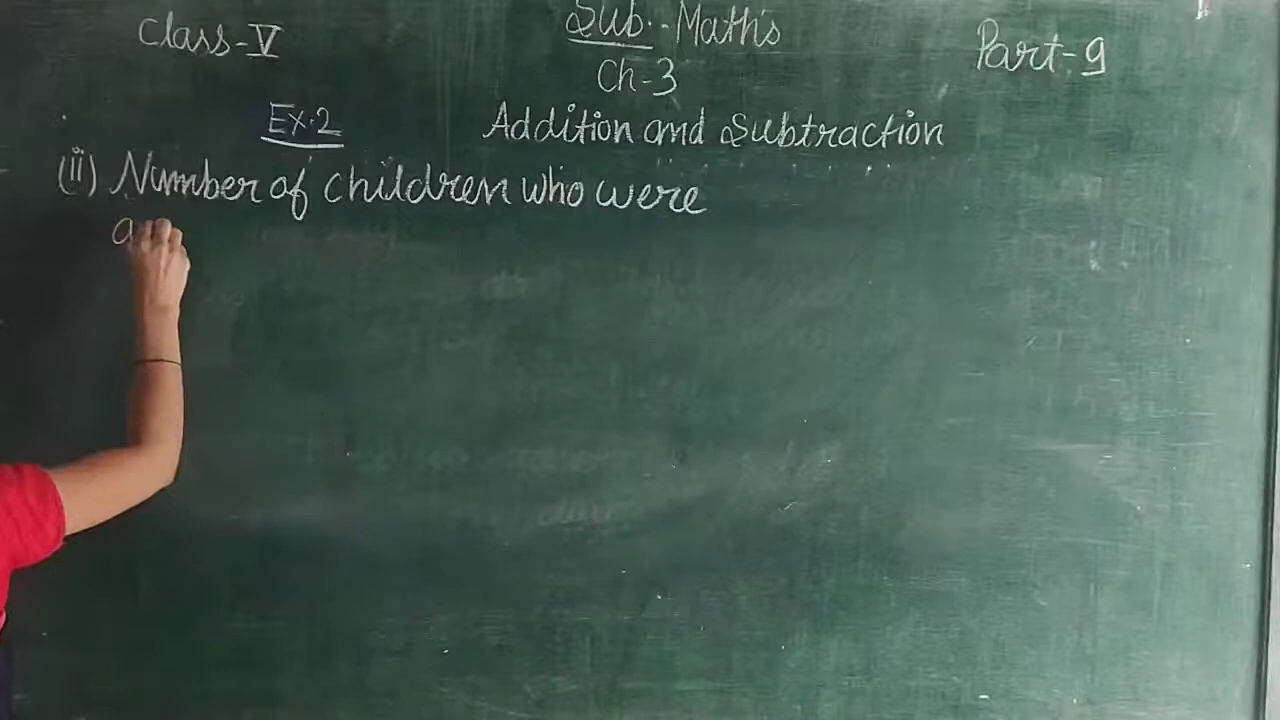 Class-V Sub.-Maths Part-9
Ch-3
Ex.2 Addition and Subtraction
(ii) Number of children who were
a